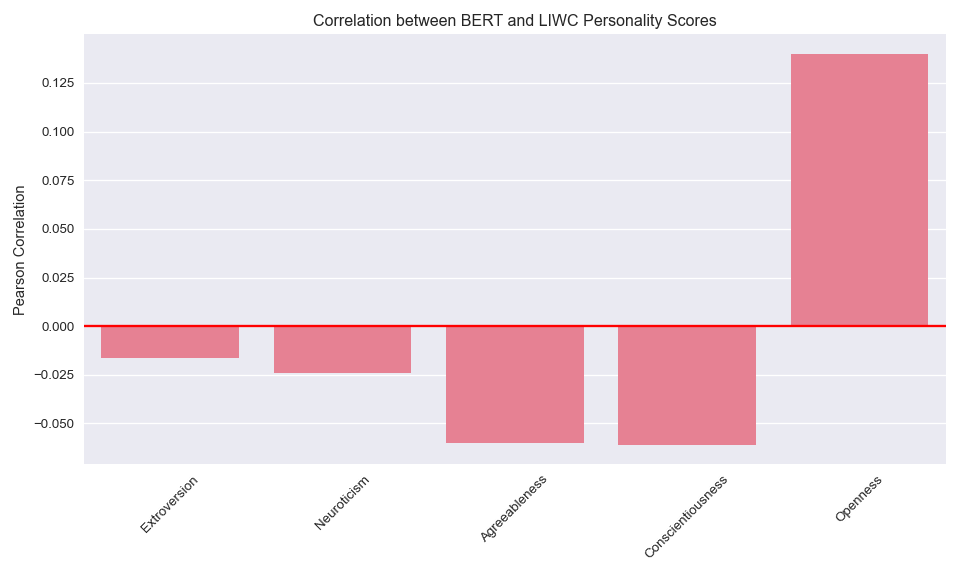 Correlation between BERT and LIWC Personality Scores
Pearson Correlation
0.125
0.100
0.075
0.050
0.025
0.000
−0.025
−0.050
Extroversion
Neuroticism
Agreeableness
Conscientiousness
Openness